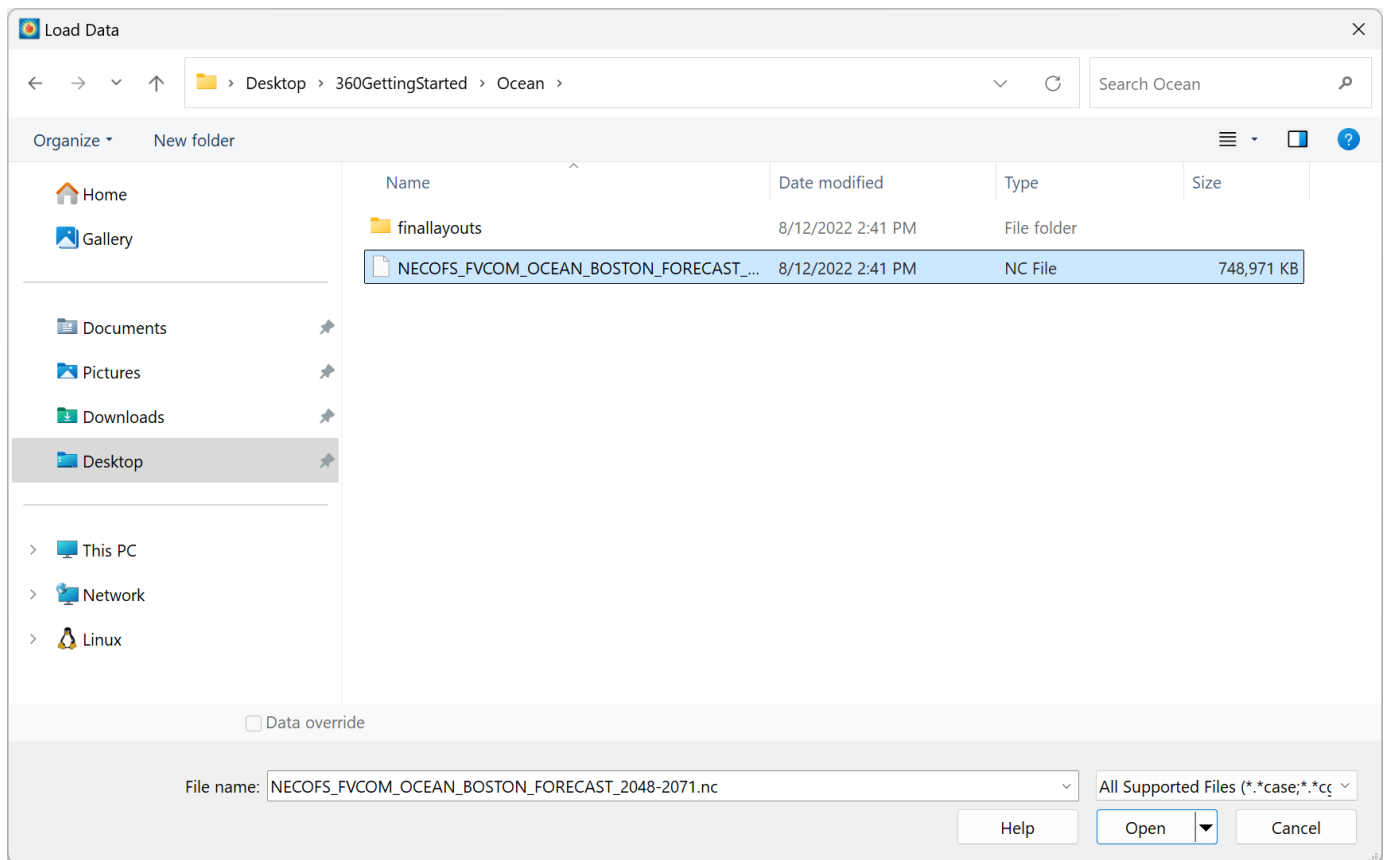 Load Data
Desktop 360GettingStarted Ocean
Search Ocean
Organize New folder
Name Date modified Type Size
Home
Gallery
Documents
Pictures
Downloads
Desktop
This PC
Network
Linux
finallayouts 8/12/2022 2:41 PM File folder
NECOFS_FVCOM_OCEAN_BOSTON_FORECAST_... 8/12/2022 2:41 PM NC File 748,971 KB
Data override
File name: NECOFS_FVCOM_OCEAN_BOSTON_FORECAST_2048-2071.nc All Supported Files (*.*case;*.*cg
Help Open Cancel